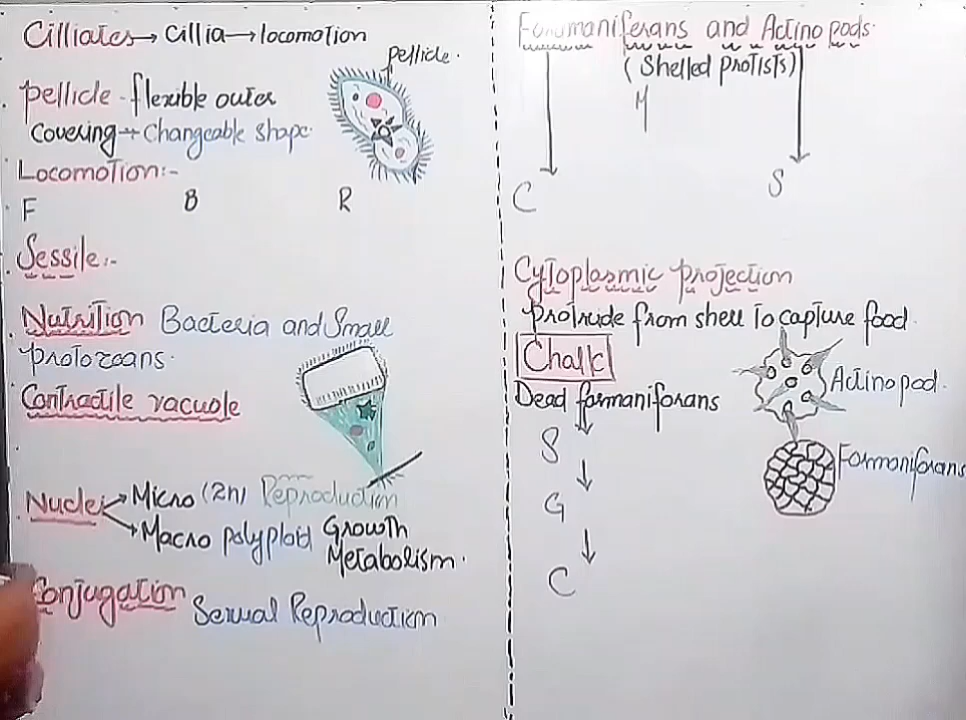 Cilliates → Cillia → locomotion
pellicle.
pellicle - flexible outer
Covering → Changeable shape.
Locomotion:-
F B R
Sessile:-
Nutrition Bacteria and Small
protozoans.
Contractile vacuole
Nuclei → Micro (2n) Reproduction
→ Macro polyploid Growth
Metabolism.
Conjugation Sexual Reproduction
Foramaniferans and Actinopods.
(Shelled protists)
M
C S
Cytoplasmic projection
protrude from shell To capture food.
Chalk
Dead formaniforans
Actinopod.
S
Formoniforans
G
C